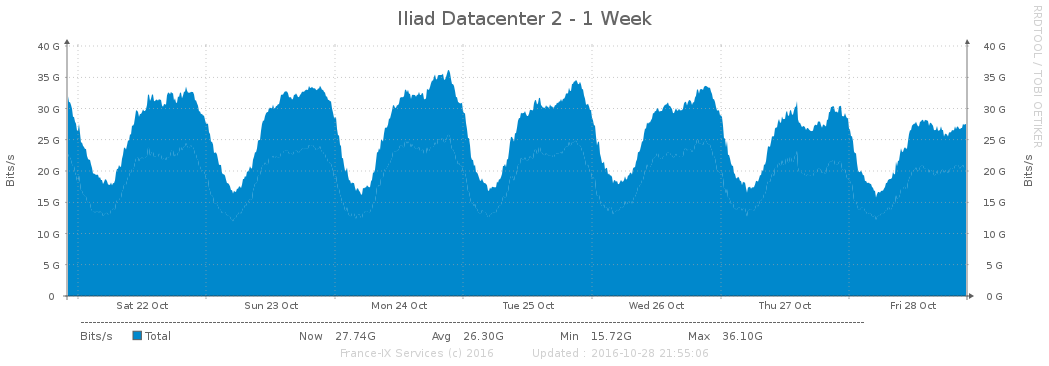 Iliad Datacenter 2 - 1 Week
RRDTOOL / TOBI OETIKER
40 G 40 G
35 G 35 G
30 G 30 G
25 G 25 G
20 G 20 G
15 G 15 G
10 G 10 G
5 G 5 G
0 0 G
Bits/s Bits/s
Sat 22 Oct Sun 23 Oct Mon 24 Oct Tue 25 Oct Wed 26 Oct Thu 27 Oct Fri 28 Oct
Bits/s Total Now 27.74G Avg 26.30G Min 15.72G Max 36.10G
France-IX Services (c) 2016 Updated : 2016-10-28 21:55:06